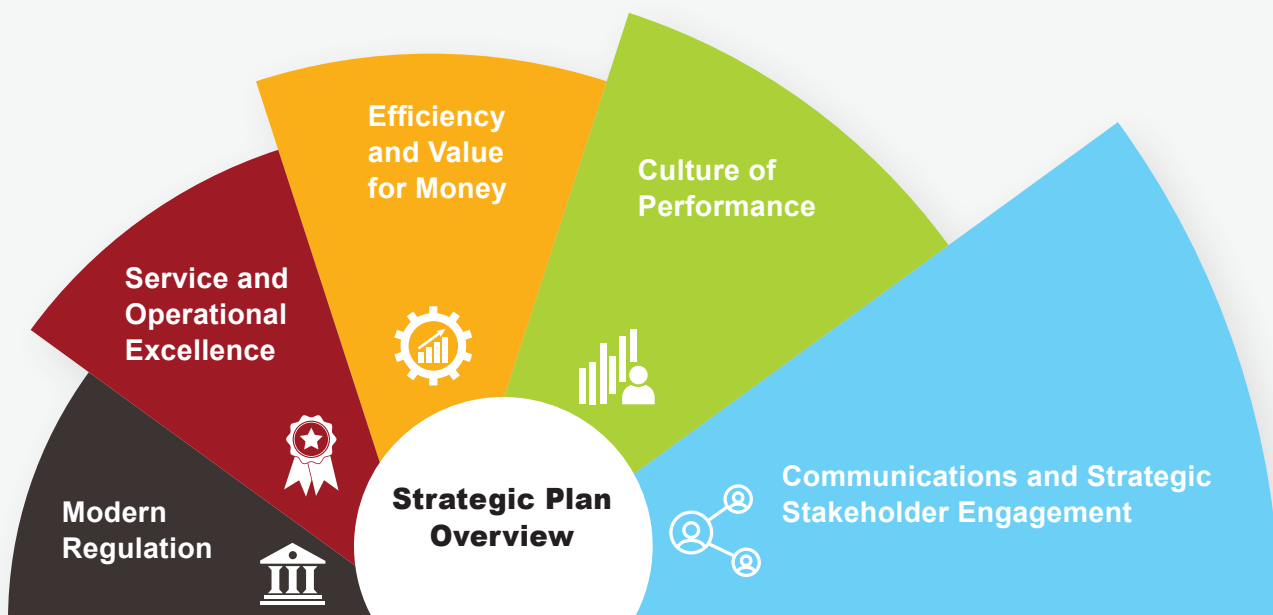 Modern
Regulation
Service and
Operational
Excellence
Efficiency
and Value
for Money
Culture of
Performance
Communications and Strategic
Stakeholder Engagement
Strategic Plan
Overview